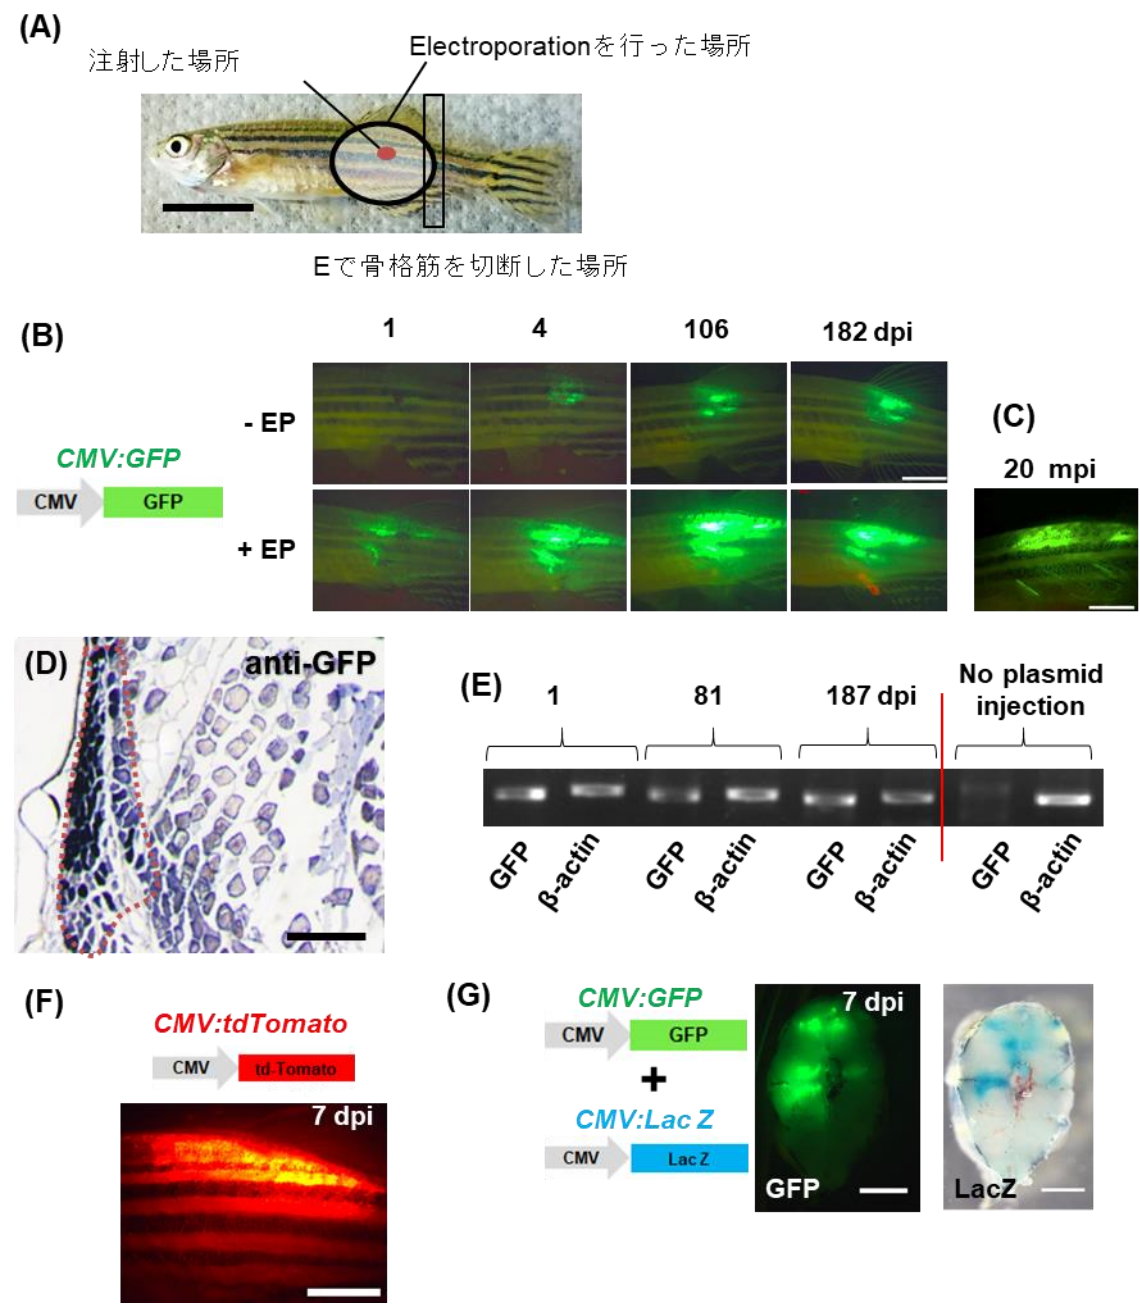 (A)
Electroporationを行った場所
注射した場所
Eで骨格筋を切断した場所
(B)
1
4
106
182 dpi
- EP
+ EP
CMV:GFP
CMV
GFP
(C)
20 mpi
(D)
anti-GFP
(E)
1
81
187 dpi
No plasmid
injection
GFP
β-actin
GFP
β-actin
GFP
β-actin
GFP
β-actin
(F)
CMV:tdTomato
CMV
td-Tomato
7 dpi
(G)
CMV:GFP
CMV
GFP
+
CMV:Lac Z
CMV
Lac Z
7 dpi
GFP
LacZ